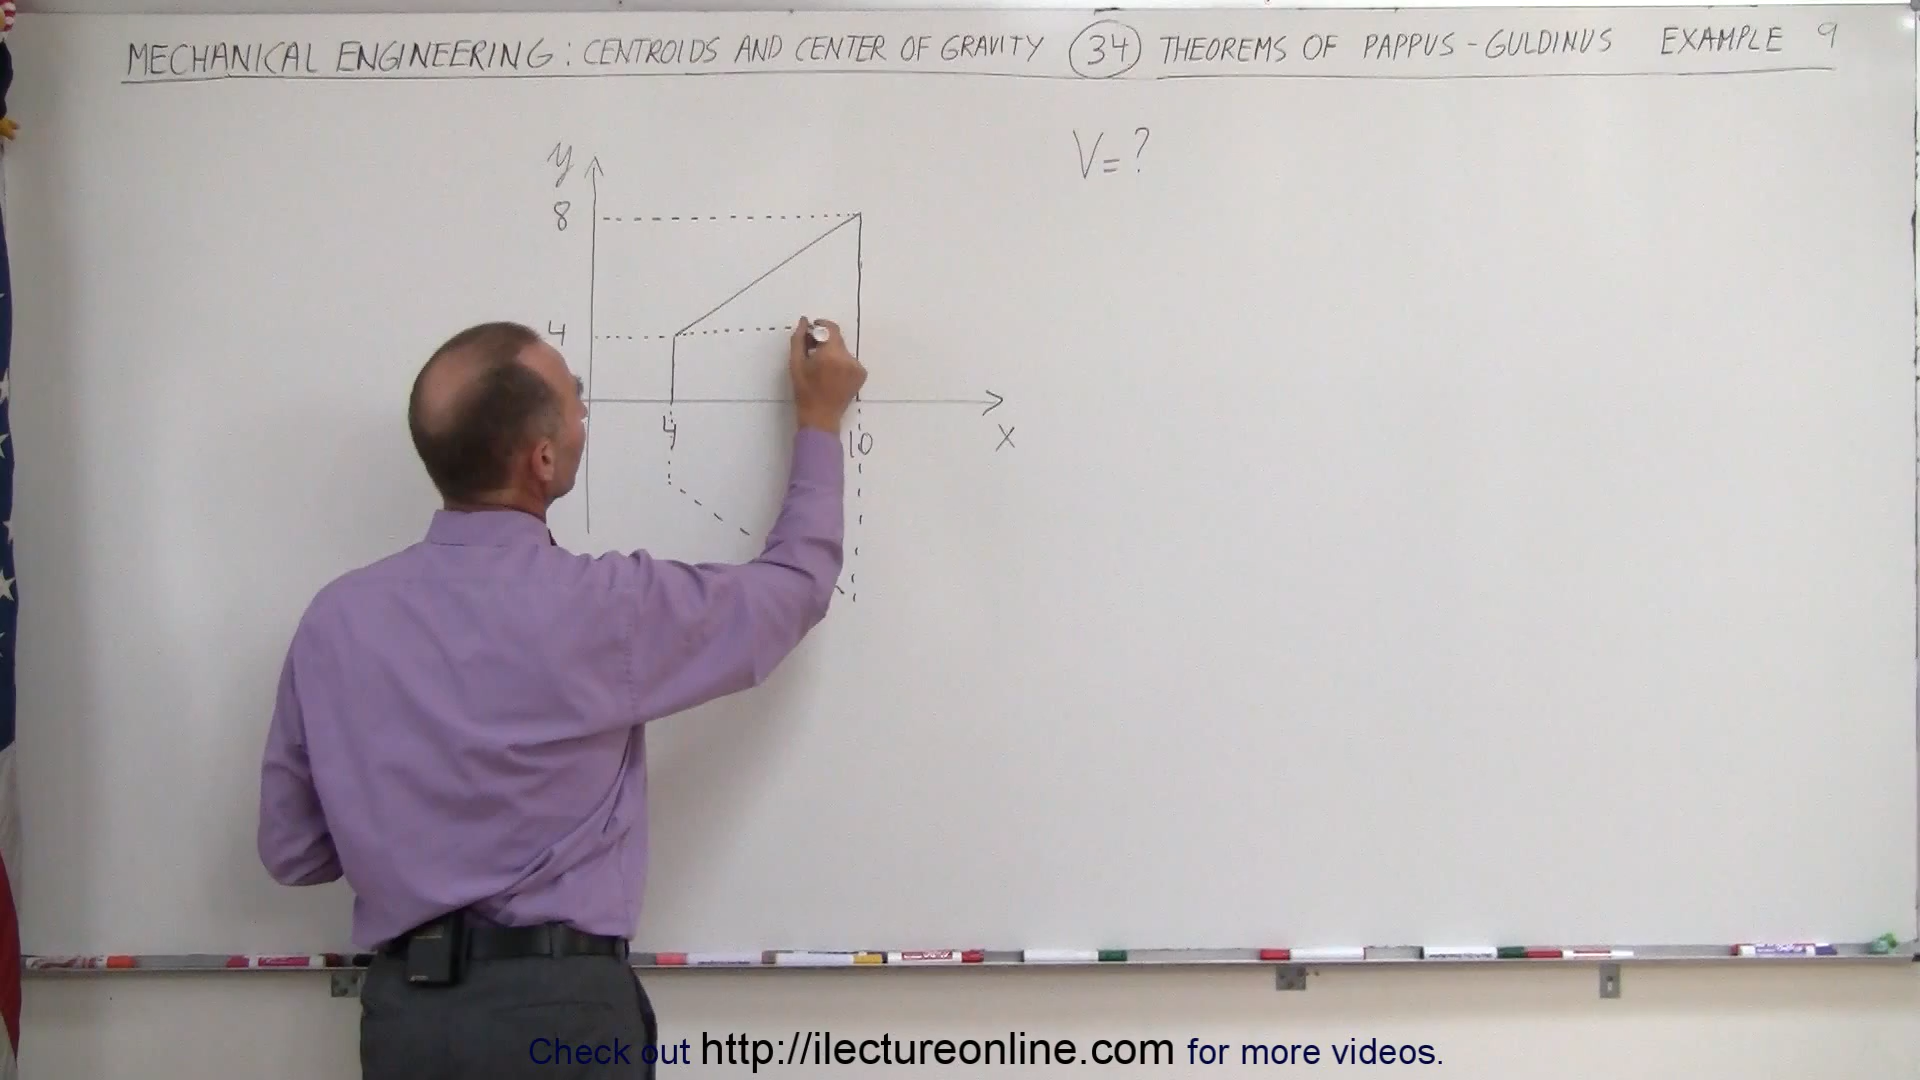 MECHANICAL ENGINEERING: CENTROIDS AND CENTER OF GRAVITY 34 THEOREMS OF PAPPUS-GULDINUS EXAMPLE 9
V=?
y
8
4
4
10
X
Check out http://ilectureonline.com for more videos.